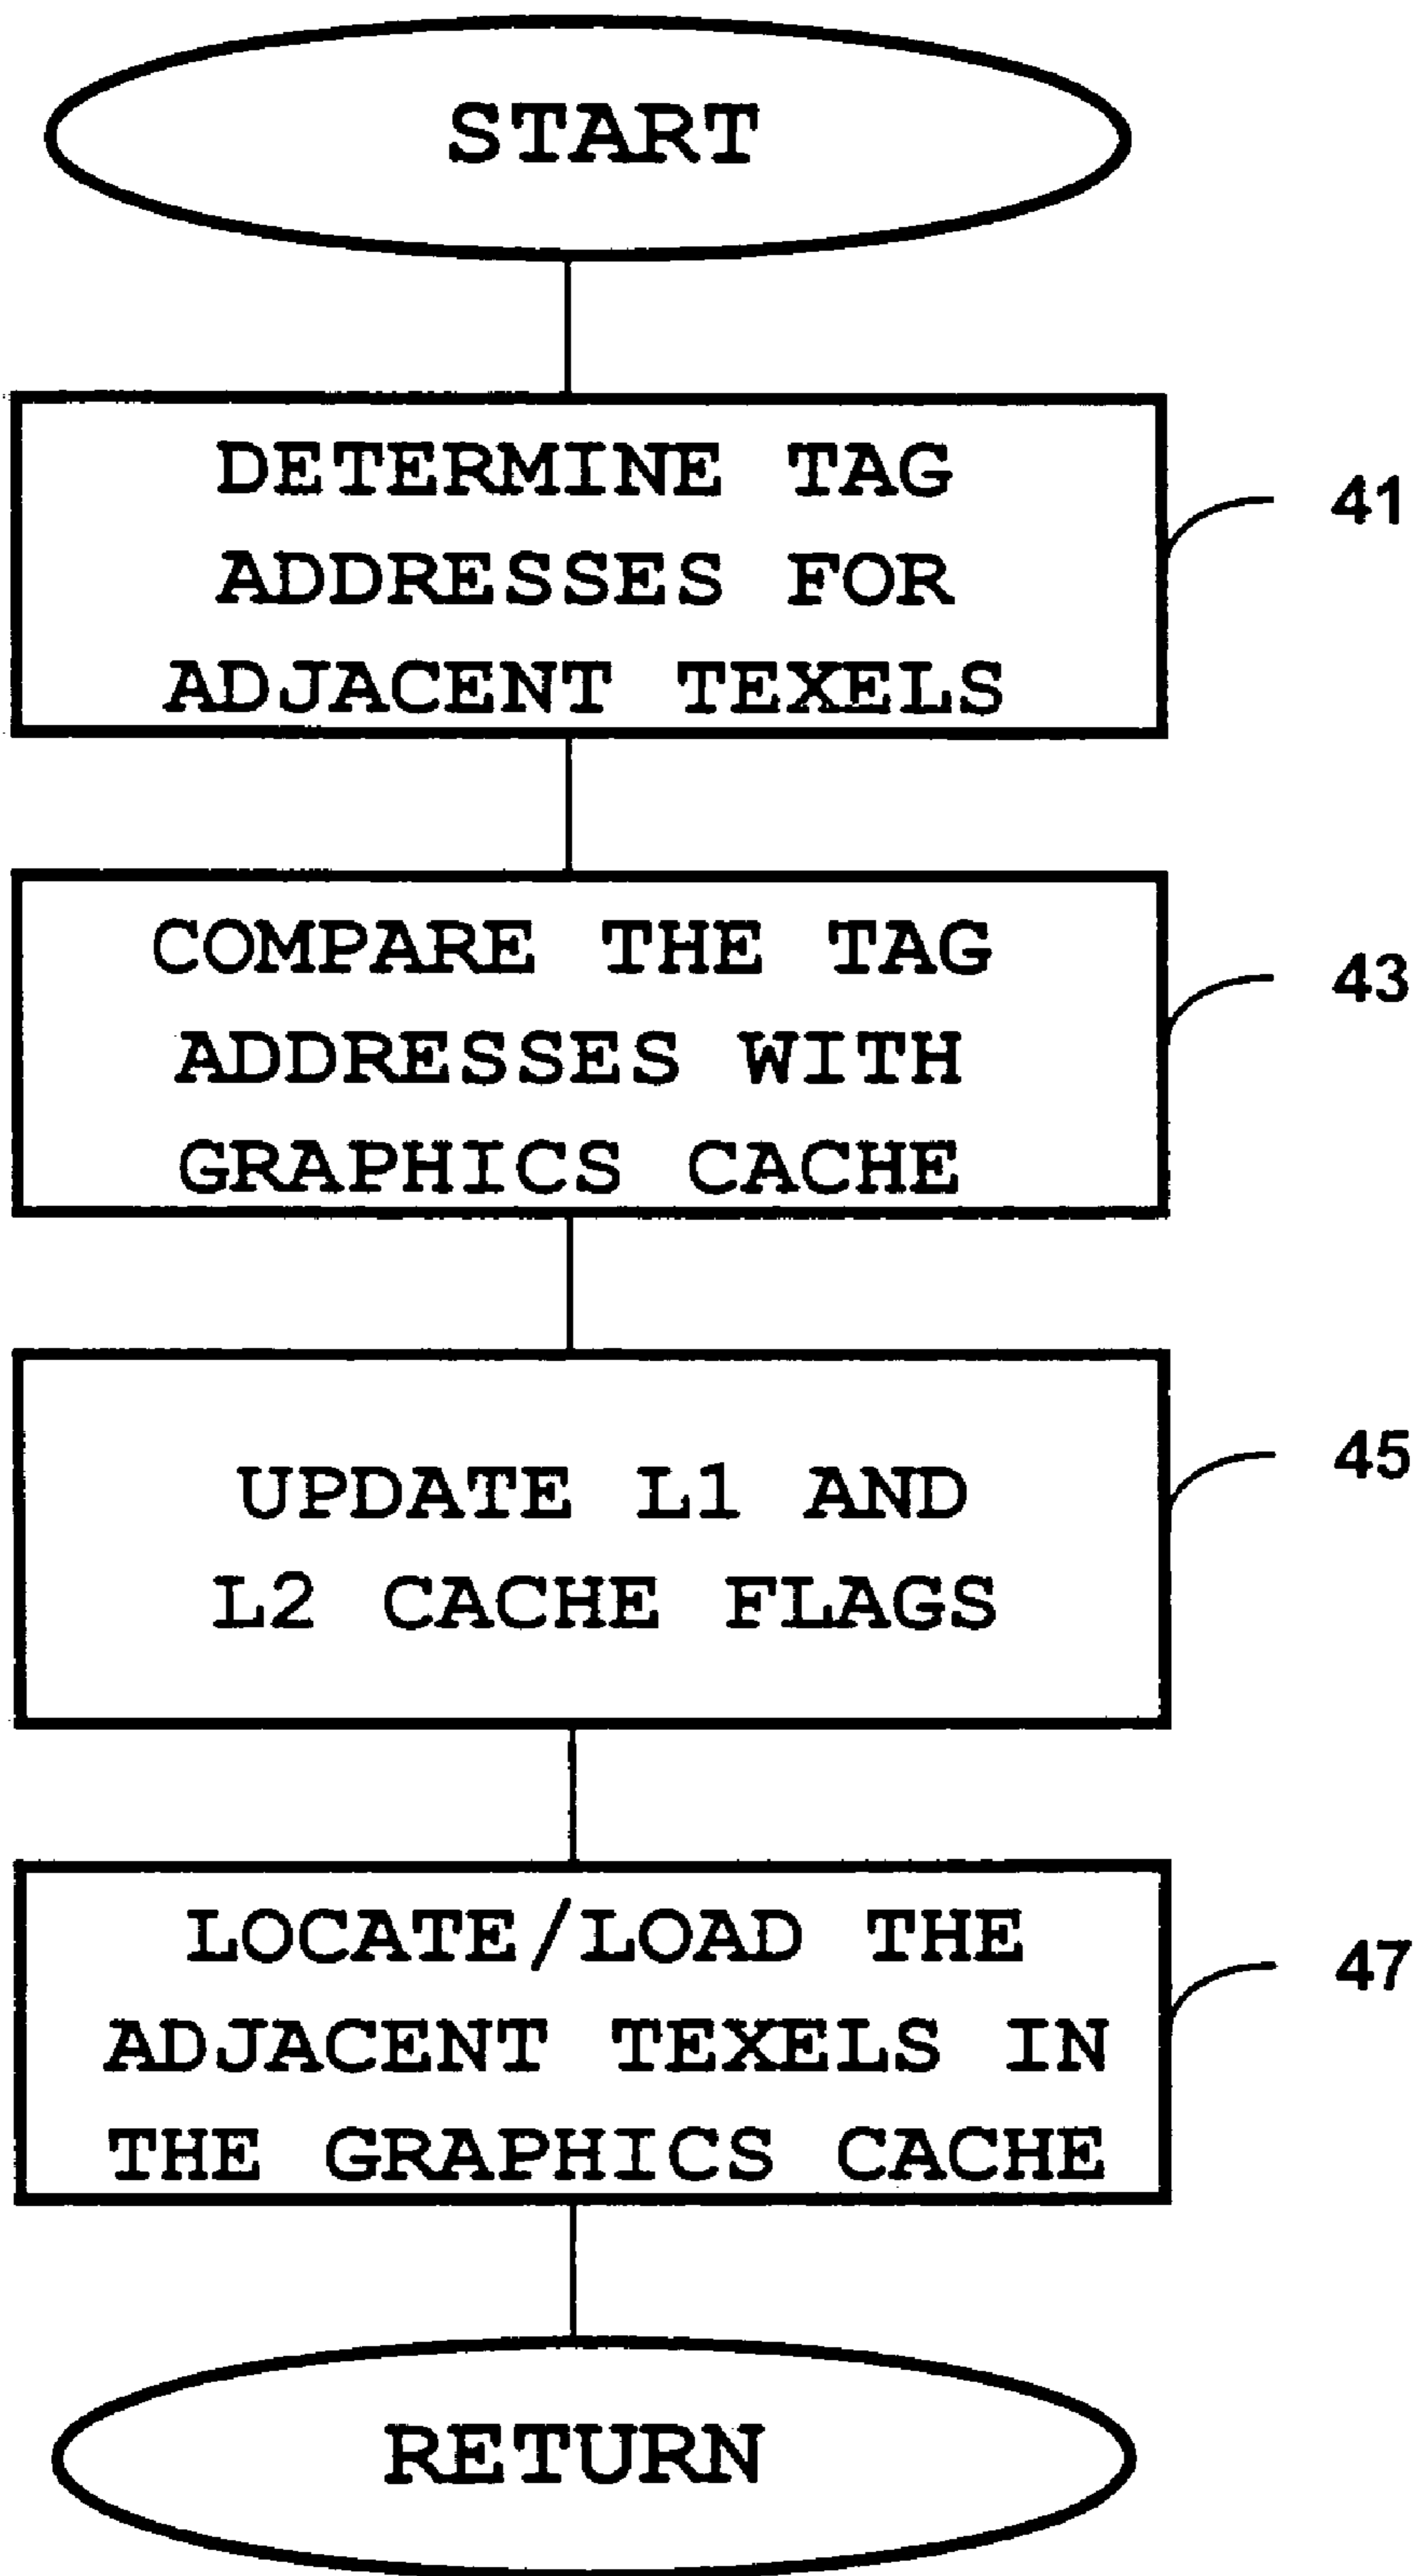 START
DETERMINE TAG
ADDRESSES FOR
ADJACENT TEXELS
41
COMPARE THE TAG
ADDRESSES WITH
GRAPHICS CACHE
43
UPDATE L1 AND
L2 CACHE FLAGS
45
LOCATE/LOAD THE
ADJACENT TEXELS IN
THE GRAPHICS CACHE
47
RETURN